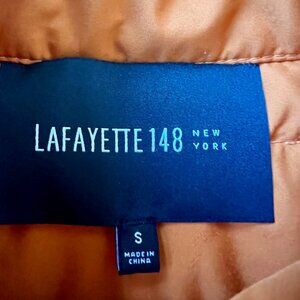 LAFAYETTE 148 NEW YORK
S
MADE IN
CHINA